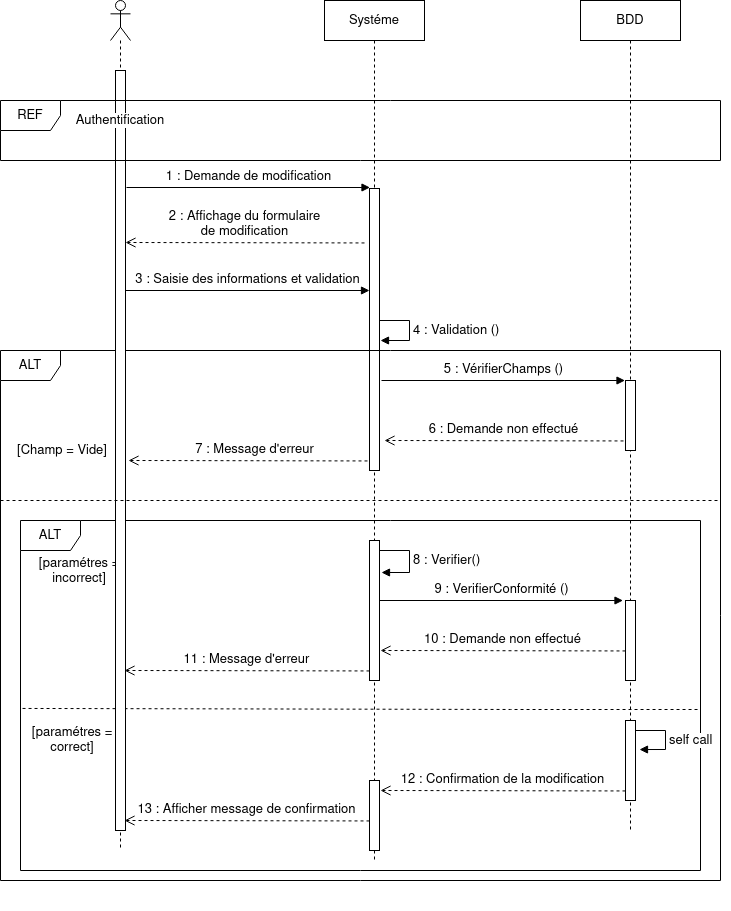 Systéme
BDD
REF
Authentification
1 : Demande de modification
2 : Affichage du formulaire
de modification
3 : Saisie des informations et validation
4 : Validation ()
ALT
5 : VérifierChamps ()
6 : Demande non effectué
[Champ = Vide]
7 : Message d'erreur
ALT
[paramétres =
incorrect]
8 : Verifier()
9 : VerifierConformité ()
10 : Demande non effectué
11 : Message d'erreur
[paramétres =
correct]
self call
12 : Confirmation de la modification
13 : Afficher message de confirmation